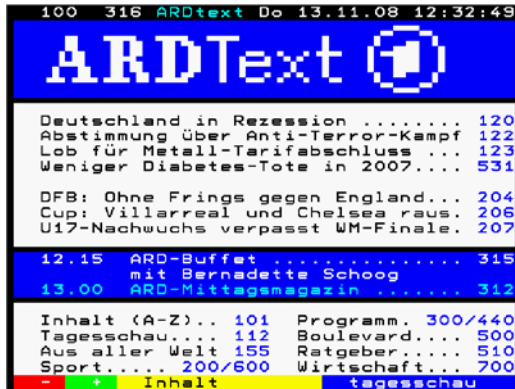 100 316 ARDtext Do 13.11.08 12:32:49
ARDText 1
Deutschland in Rezession ........ 120
Abstimmung über Anti-Terror-Kampf 122
Lob für Metall-Tarifabschluss ... 123
Weniger Diabetes-Tote in 2007.... 531
DFB: Ohne Frings gegen England... 204
Cup: Villarreal und Chelsea raus. 206
U17-Nachwuchs verpasst WM-Finale. 207
12.15 ARD-Buffet ............... 315
mit Bernadette Schoog
13.00 ARD-Mittagsmagazin ....... 312
Inhalt (A-Z).. 101 Programm. 300/440
Tagesschau.... 112 Boulevard.... 500
Aus aller Welt 155 Ratgeber..... 510
Sport..... 200/600 Wirtschaft... 700
- + Inhalt tagesschau